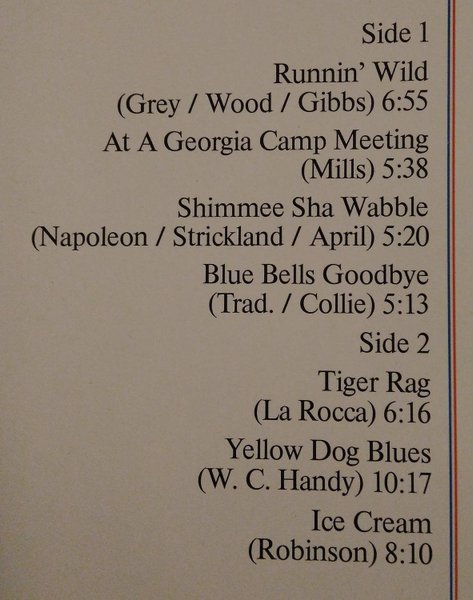 Side 1
Runnin' Wild
(Grey / Wood / Gibbs) 6:55
At A Georgia Camp Meeting
(Mills) 5:38
Shimmee Sha Wabble
(Napoleon / Strickland / April) 5:20
Blue Bells Goodbye
(Trad. / Collie) 5:13
Side 2
Tiger Rag
(La Rocca) 6:16
Yellow Dog Blues
(W. C. Handy) 10:17
Ice Cream
(Robinson) 8:10